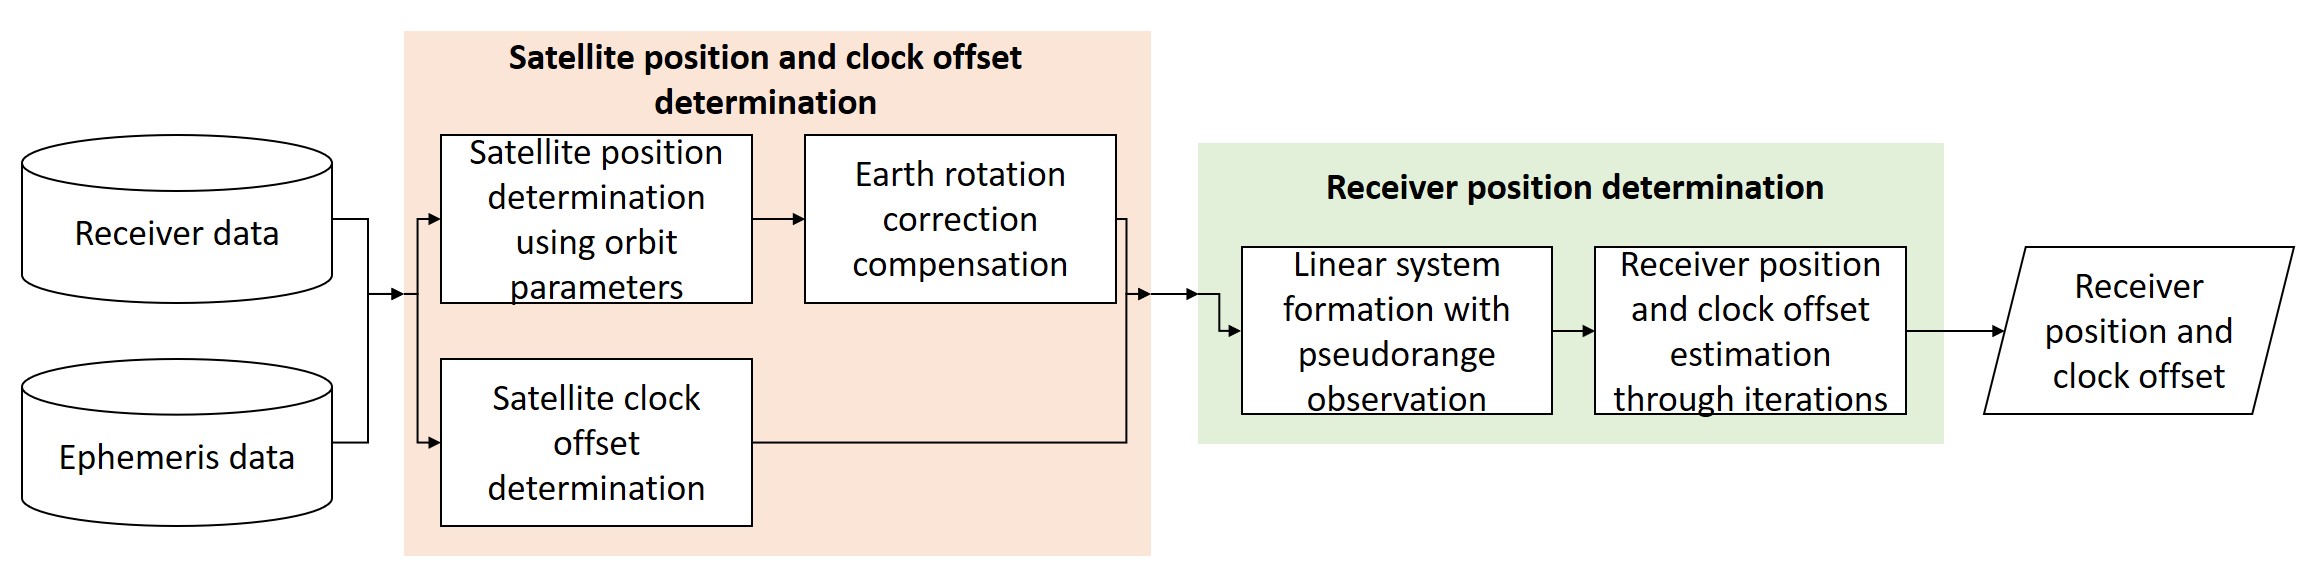 Satellite position and clock offset
determination
Receiver data
Ephemeris data
Satellite position
determination
using orbit
parameters
Earth rotation
correction
compensation
Satellite clock
offset
determination
Receiver position determination
Linear system
formation with
pseudorange
observation
Receiver position
and clock offset
estimation
through iterations
Receiver
position and
clock offset